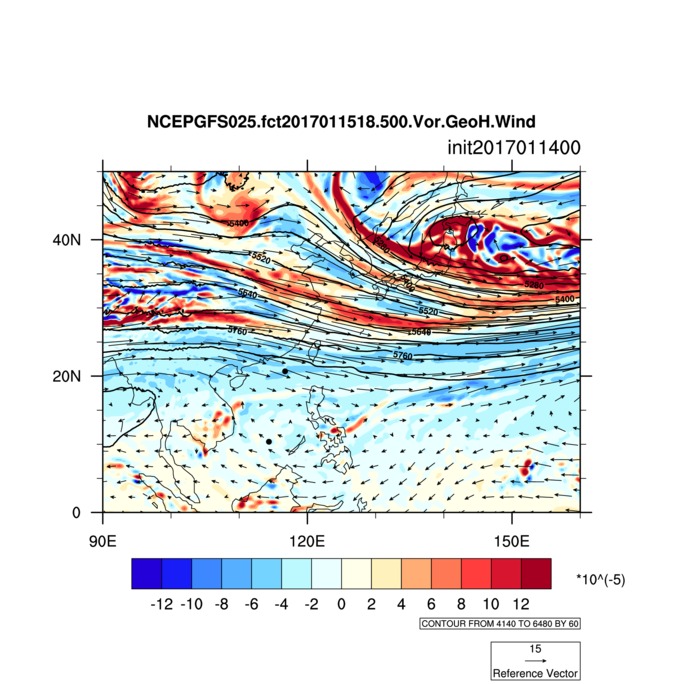 NCEPGFS025.fct2017011518.500.Vor.GeoH.Wind
init2017011400
5400
5520
5640
5760
5280
5400
5520
5640
5760
40N
20N
0
90E 120E 150E
-12 -10 -8 -6 -4 -2 0 2 4 6 8 10 12
*10^(-5)
CONTOUR FROM 4140 TO 6480 BY 60
15
Reference Vector